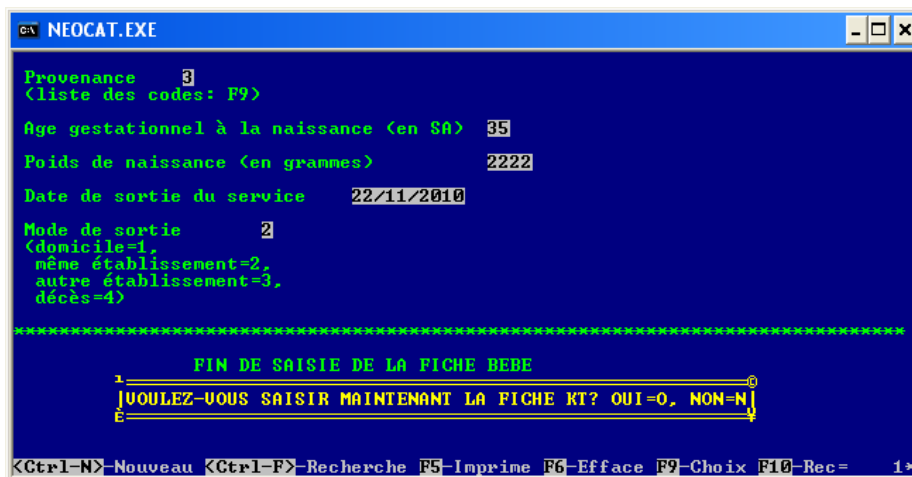 NEOCAT.EXE
Provenance 3
(liste des codes: F9)
Age gestationnel à la naissance (en SA) 35
Poids de naissance (en grammes) 2222
Date de sortie du service 22/11/2010
Mode de sortie 2
(domicile=1,
même établissement=2,
autre établissement=3,
décès=4)
*******************************************************************************
FIN DE SAISIE DE LA FICHE BEBE
VOULEZ-VOUS SAISIR MAINTENANT LA FICHE KT? OUI=O, NON=N
<Ctrl-N>-Nouveau <Ctrl-F>-Recherche F5-Imprime F6-Efface F9-Choix F10-Rec= 1*